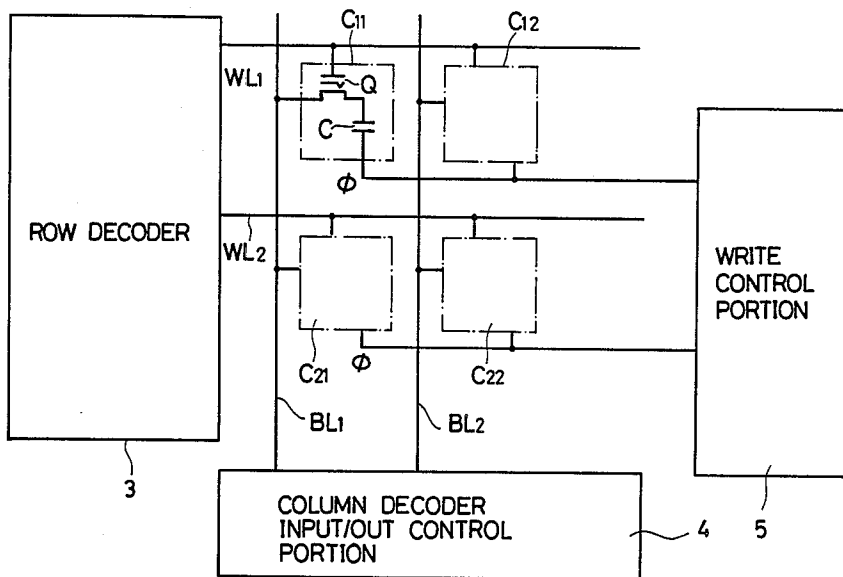 C11
C12
WL1
Q
C
Φ
ROW DECODER
WL2
WRITE
CONTROL
PORTION
C21
Φ
C22
BL1
BL2
3
COLUMN DECODER
INPUT/OUT CONTROL
PORTION
4
5